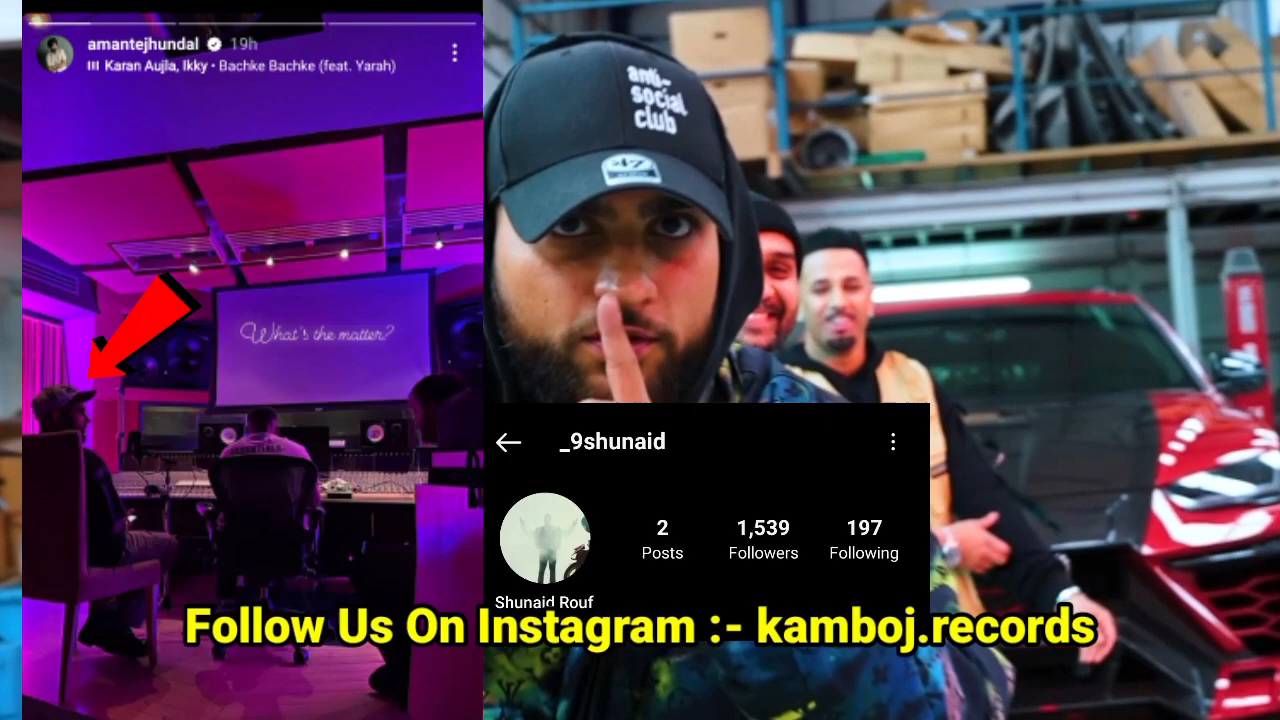 amantejhundal 19h
Karan Aujla, Ikky • Bachke Bachke (feat. Yarah)
What's the matter?
anti-
social
club
47
_9shunaid
2 1,539 197
Posts Followers Following
Shunaid Rouf
Follow Us On Instagram :- kamboj.records